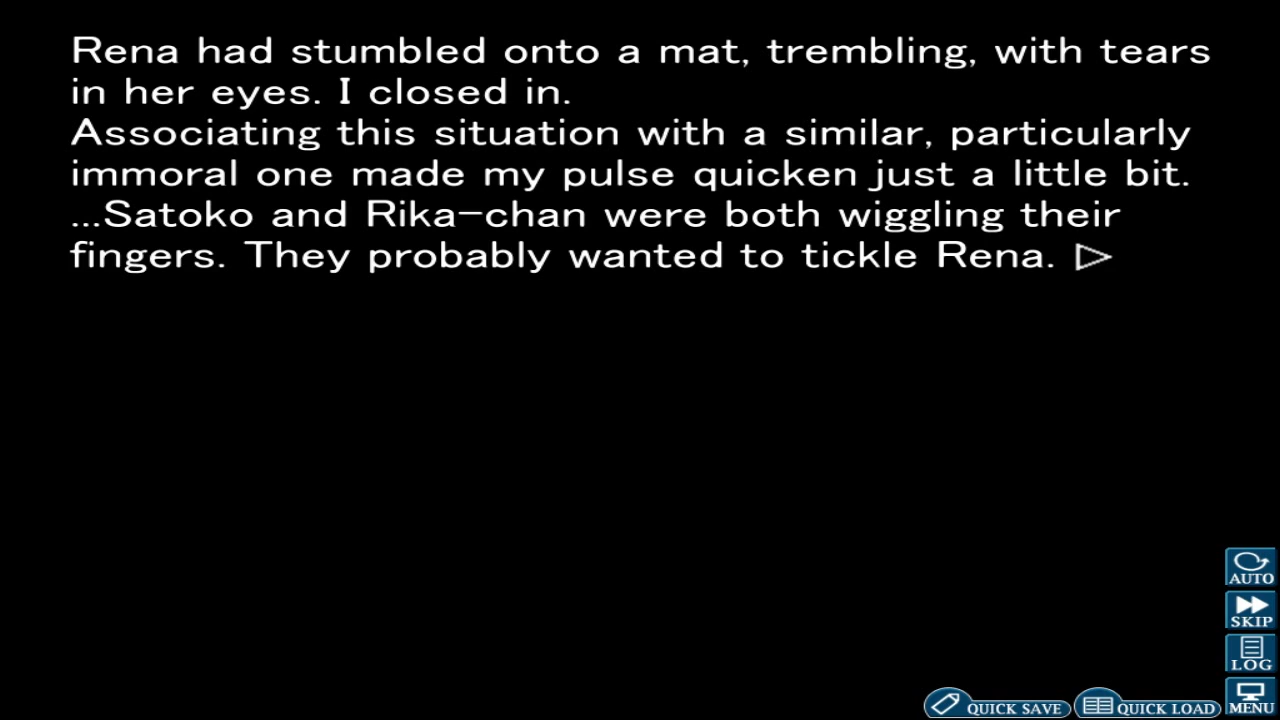 Rena had stumbled onto a mat, trembling, with tears
in her eyes. I closed in.
Associating this situation with a similar, particularly
immoral one made my pulse quicken just a little bit.
...Satoko and Rika-chan were both wiggling their
fingers. They probably wanted to tickle Rena.
AUTO
SKIP
LOG
MENU
QUICK SAVE
QUICK LOAD